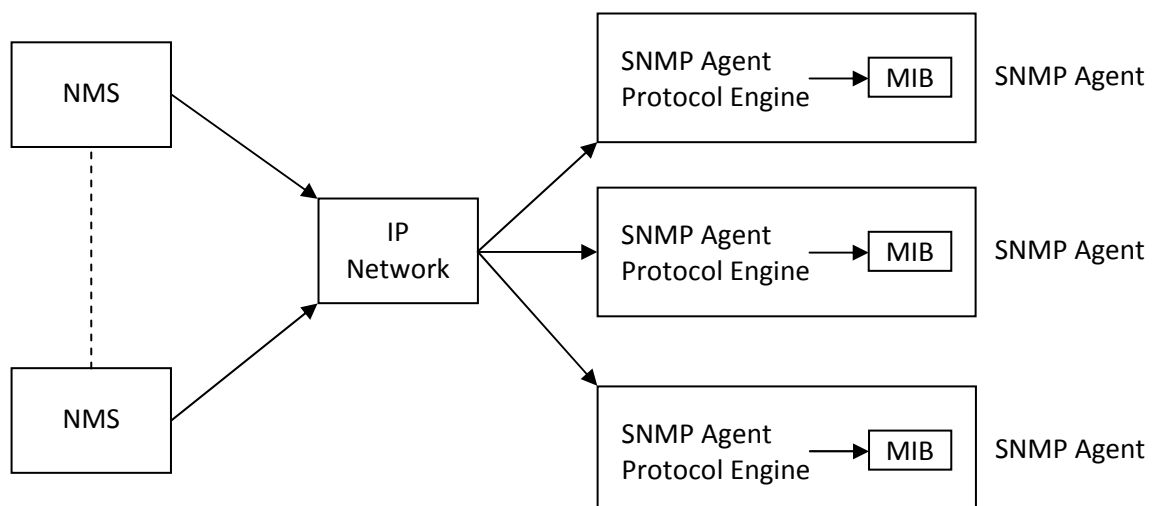 NMS
NMS
IP
Network
SNMP Agent
Protocol Engine
MIB
SNMP Agent
SNMP Agent
Protocol Engine
MIB
SNMP Agent
SNMP Agent
Protocol Engine
MIB
SNMP Agent